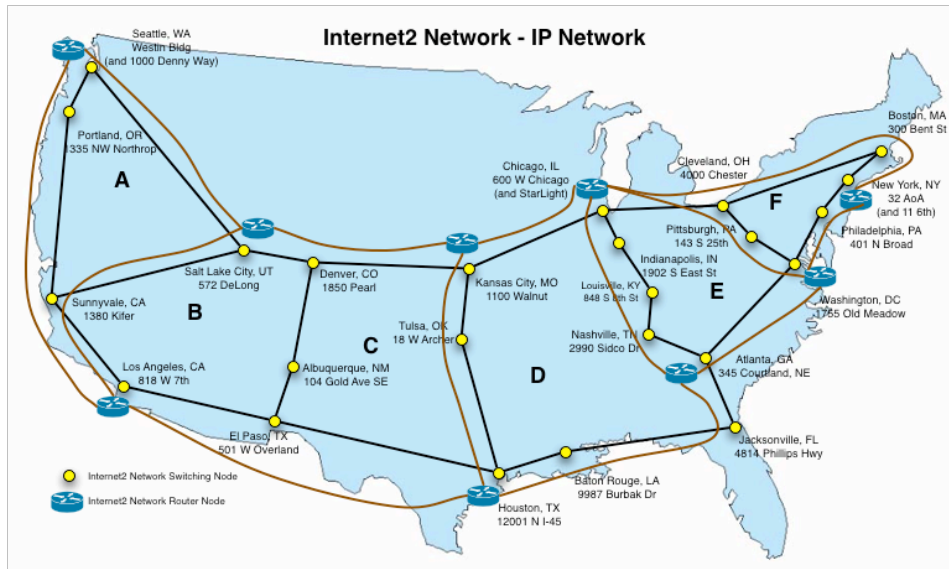 Internet2 Network - IP Network
Seattle, WA
Westin Bldg
(and 1000 Denny Way)
Portland, OR
1335 NW Northrop
A
Boston, MA
300 Bent St
Chicago, IL
600 W Chicago
(and StarLight)
Cleveland, OH
4000 Chester
F
New York, NY
32 AoA
(and 11 6th)
Philadelphia, PA
401 N Broad
Pittsburgh, PA
143 S 25th
Indianapolis, IN
1902 S East St
Salt Lake City, UT
572 DeLong
Denver, CO
1850 Pearl
Kansas City, MO
1100 Walnut
Louisville, KY
848 S 8th St
E
Sunnyvale, CA
1380 Kifer
B
Washington, DC
1755 Old Meadow
Tulsa, OK
18 W Archer
C
Nashville, TN
2990 Sidco Dr
Los Angeles, CA
818 W 7th
Albuquerque, NM
104 Gold Ave SE
D
Atlanta, GA
345 Courtland, NE
El Paso, TX
501 W Overland
Jacksonville, FL
4814 Phillips Hwy
Internet2 Network Switching Node
Baton Rouge, LA
9987 Burbak Dr
Internet2 Network Router Node
Houston, TX
12001 N I-45